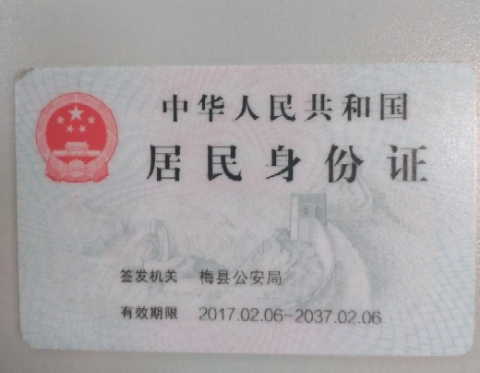 中华人民共和国
居民身份证
签发机关 梅县公安局
有效期限 2017.02.06-2037.02.06